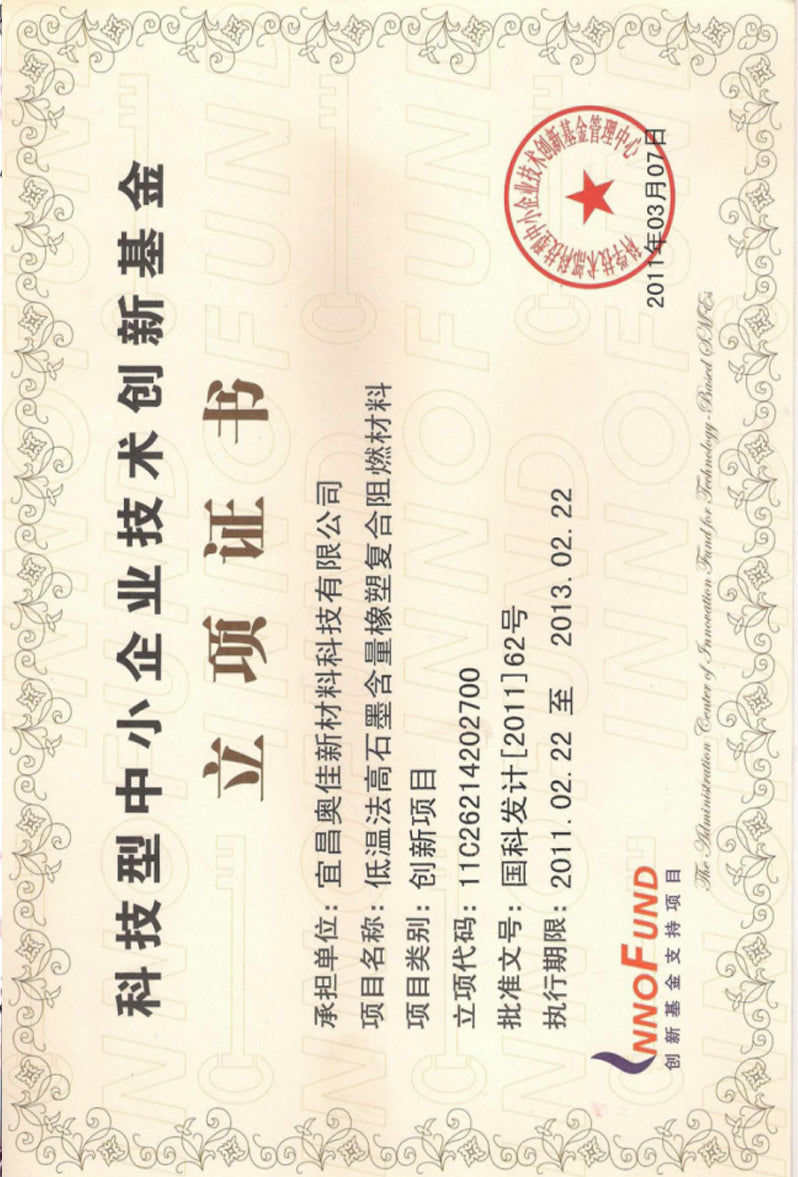 科技型中小企业技术创新基金
立项证书
承担单位：宜昌奥佳新材料科技有限公司
项目名称：低温法高石墨含量橡塑复合阻燃材料
项目类别：创新项目
立项代码：11C26214202700
批准文号：国科发计[2011]62号
执行期限：2011.02.22 至 2013.02.22
科学技术部科技型中小企业技术创新基金管理中心
2011年03月07日
INNOFUND
创新基金支持项目
The Administration Center of Innovation Fund for Technology-Based SMEs